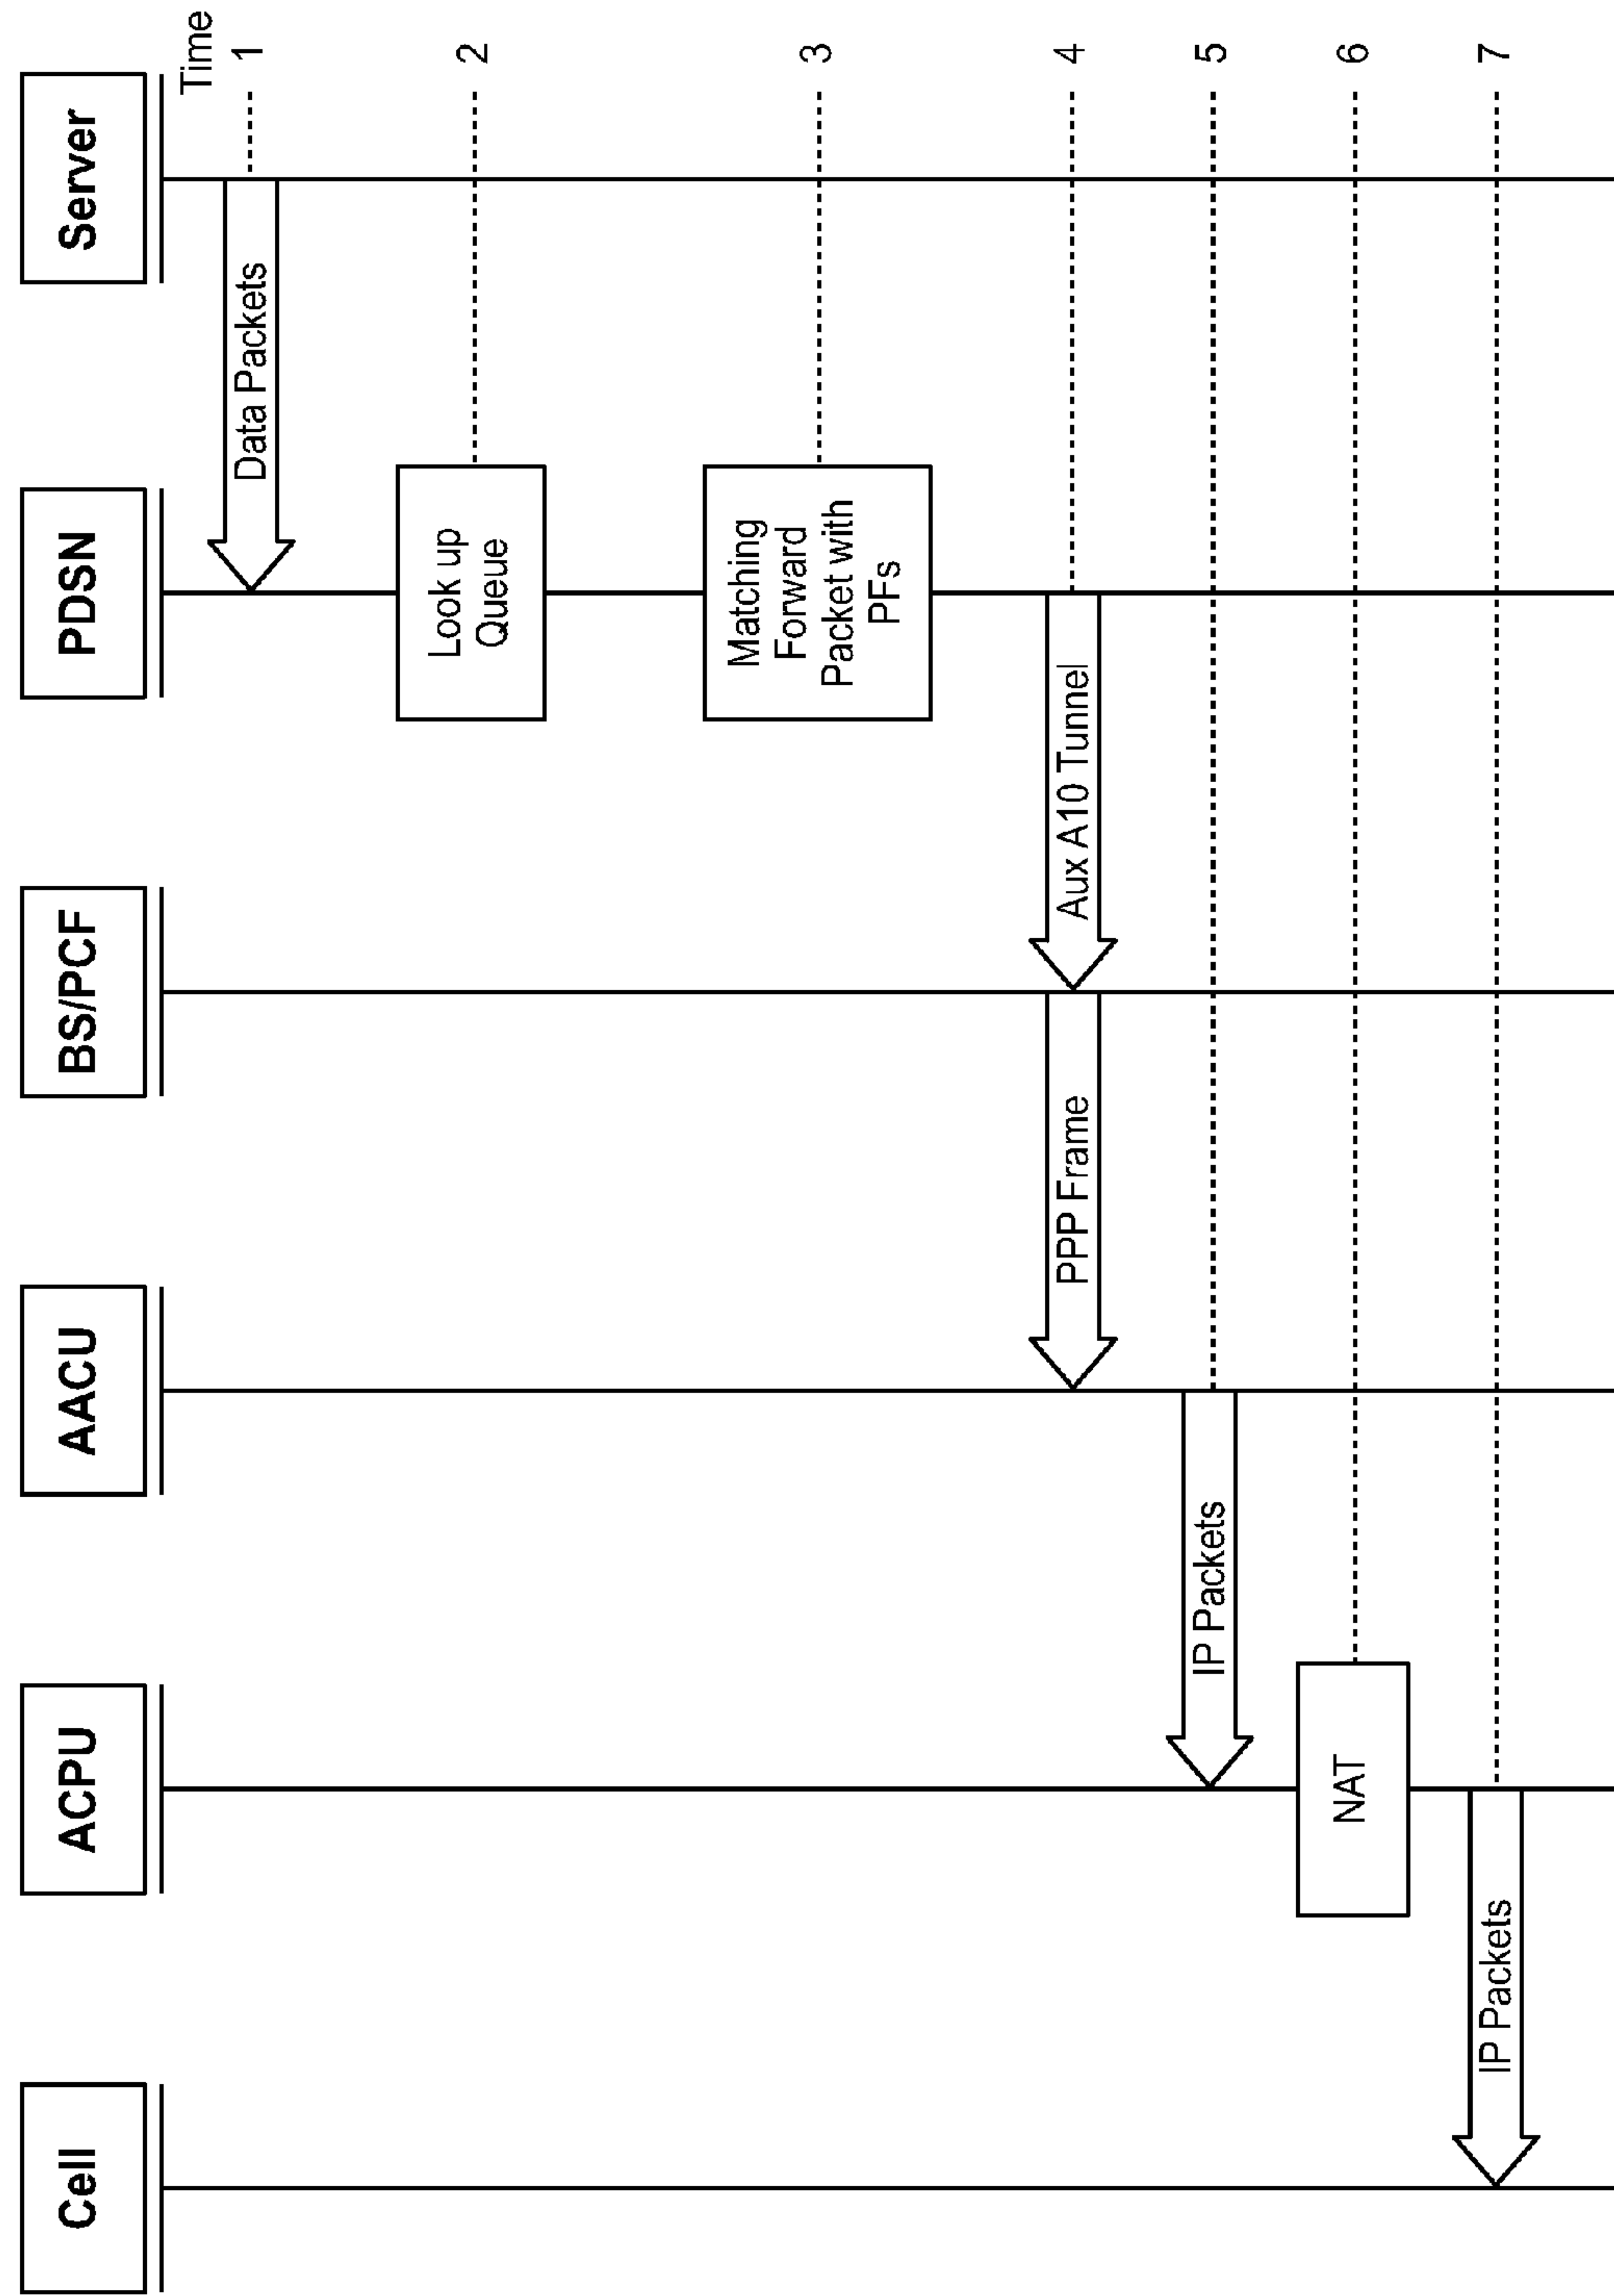 Cell
ACPU
AACU
BS/PCF
PDSN
Server
Time
Data Packets
1
Look up
Queue
2
Matching
Forward
Packet with
PFs
3
PPP Frame
Aux A10 Tunnel
4
IP Packets
5
NAT
6
IP Packets
7